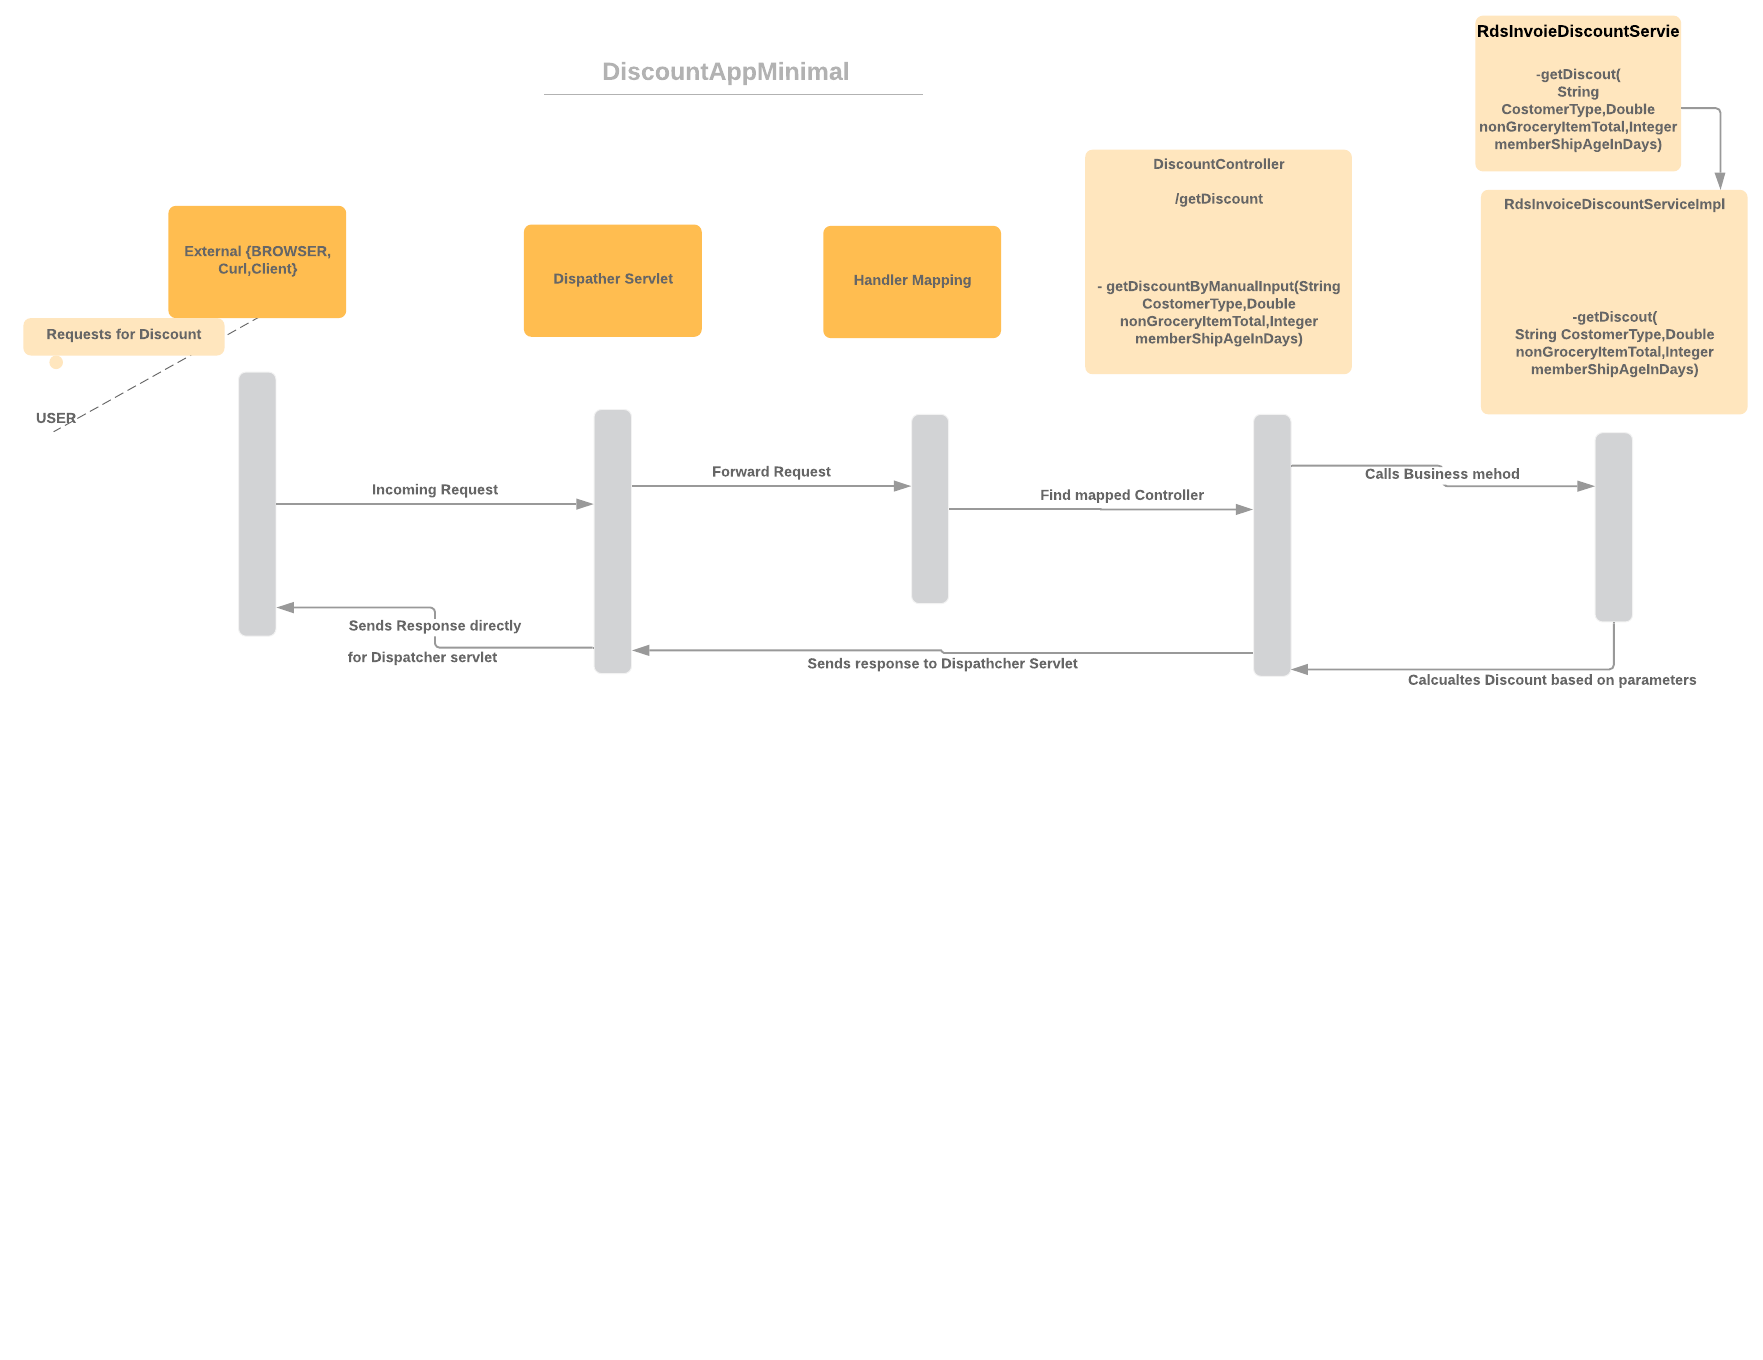 DiscountAppMinimal
RdsInvoieDiscountServie
-getDiscout(
String
CostomerType,Double
nonGroceryItemTotal,Integer
memberShipAgeInDays)
DiscountController
/getDiscount
- getDiscountByManualInput(String
CostomerType,Double
nonGroceryItemTotal,Integer
memberShipAgeInDays)
RdsInvoiceDiscountServiceImpl
-getDiscout(
String CostomerType,Double
nonGroceryItemTotal,Integer
memberShipAgeInDays)
External {BROWSER,
Curl,Client}
Dispather Servlet
Handler Mapping
Requests for Discount
USER
Incoming Request
Forward Request
Find mapped Controller
Calls Business mehod
Sends Response directly
for Dispatcher servlet
Sends response to Dispathcher Servlet
Calcualtes Discount based on parameters